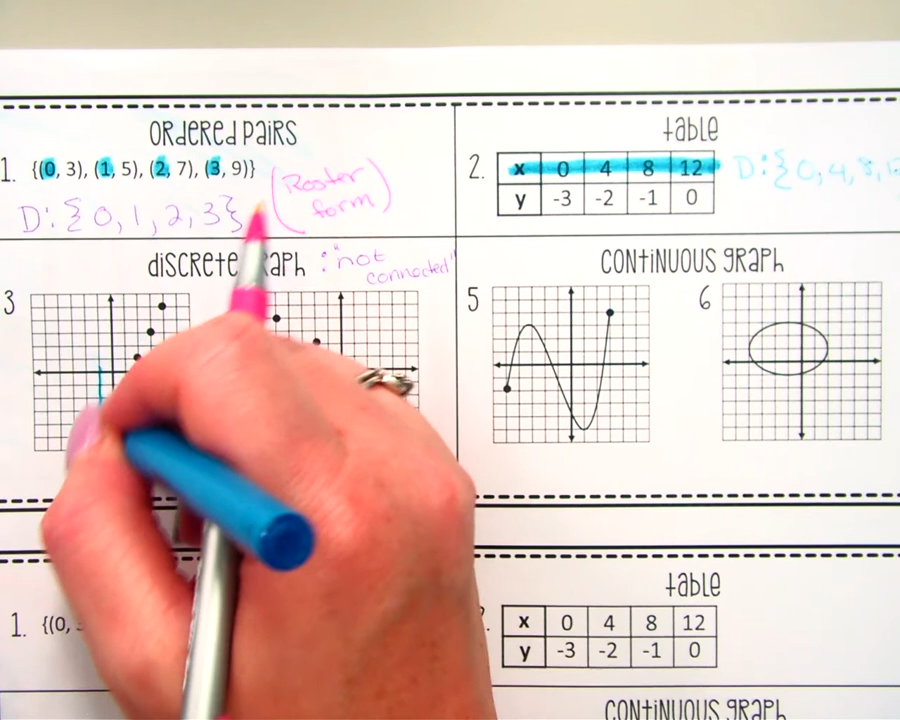 ORDERED PAIRS
1. {(0, 3), (1, 5), (2, 7), (3, 9)}
(Roster form)
D: {0, 1, 2, 3}
table
2. x 0 4 8 12
y -3 -2 -1 0
D: {0, 4, 8,
discrete graph : "not connected"
3
CONTINUOUS GRAPH
5
6
1. {(0,
table
x 0 4 8 12
y -3 -2 -1 0
CONTINUOUS GRAPH